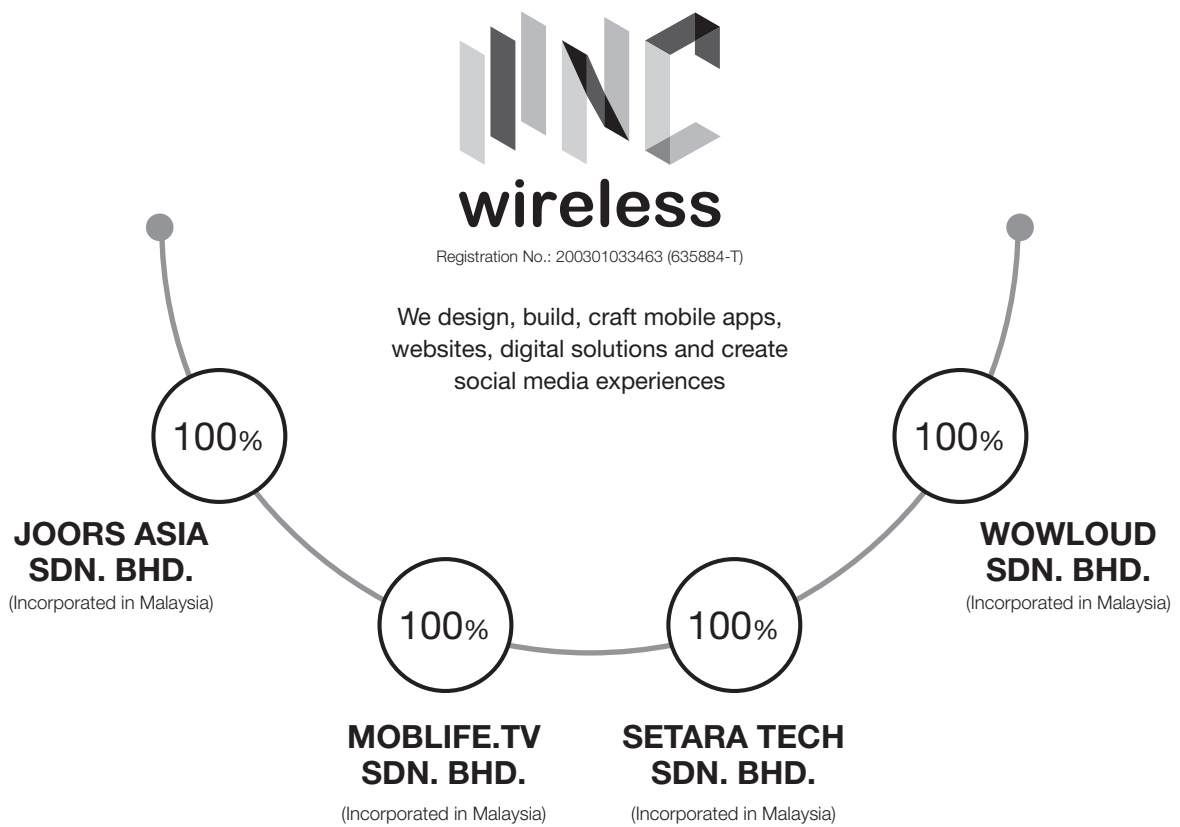 MNC
wireless
Registration No.: 200301033463 (635884-T)
We design, build, craft mobile apps,
websites, digital solutions and create
social media experiences
100%
100%
JOORS ASIA
SDN. BHD.
(Incorporated in Malaysia)
WOWLOUD
SDN. BHD.
(Incorporated in Malaysia)
100%
100%
MOBLIFE.TV
SDN. BHD.
(Incorporated in Malaysia)
SETARA TECH
SDN. BHD.
(Incorporated in Malaysia)